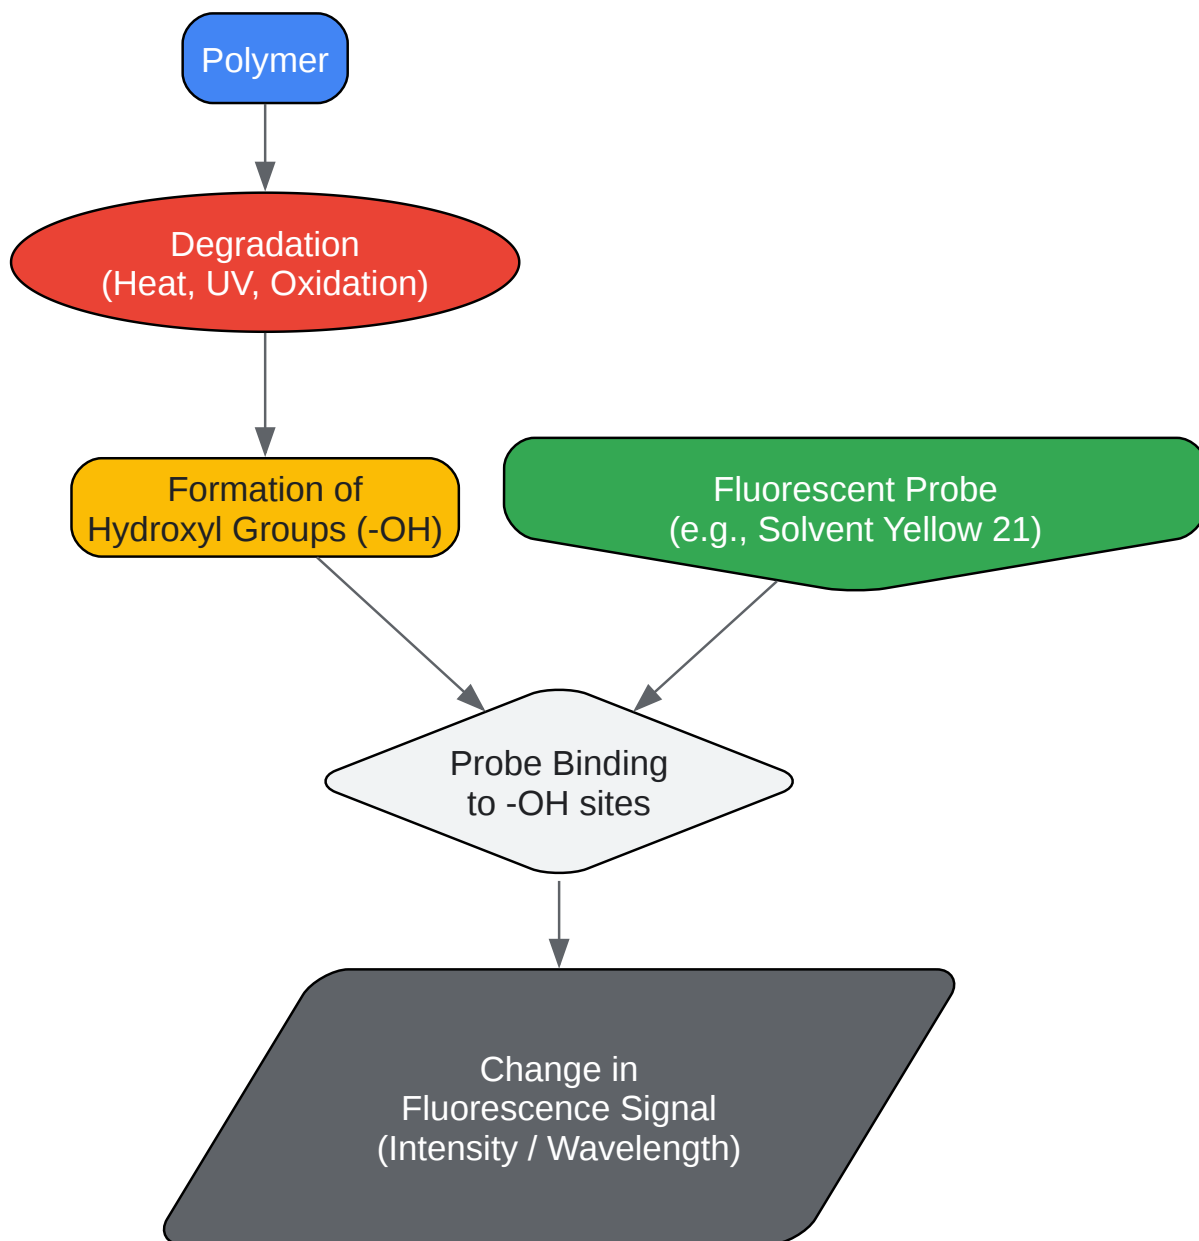 Polymer
Degradation
(Heat, UV, Oxidation)
Formation of
Hydroxyl Groups (-OH)
Fluorescent Probe
(e.g., Solvent Yellow 21)
Probe Binding
to -OH sites
Change in
Fluorescence Signal
(Intensity / Wavelength)